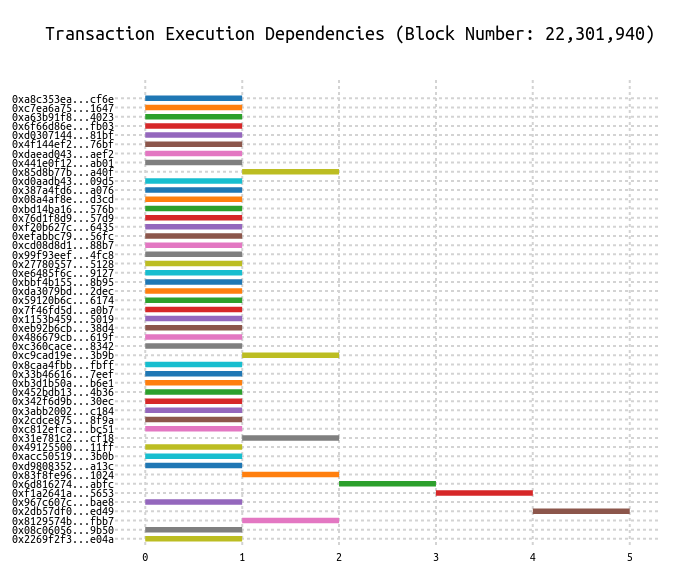 Transaction Execution Dependencies (Block Number: 22,301,940)
0xa8c353ea...cf6e
0xc7ea6a75...1647
0xa63b91f8...4023
0x6f66d86e...fb03
0xd0307144...81bf
0x4f144ef2...76bf
0xdaead043...aef2
0x441e0f12...ab01
0x85d8b77b...a40f
0xd0aadb43...09d5
0x387a4fd6...a076
0x08a4af8e...d3cd
0xbd14ba16...576b
0x76d1f8d9...57d9
0xf20b627c...6435
0xefabbc79...56fc
0xcd08d8d1...88b7
0x99f93eef...4fc8
0x27780557...5128
0xe6485f6c...9127
0xbbf4b155...8b95
0xda3079bd...2dec
0x59120b6c...6174
0x7f46fd5d...a0b7
0x1153b459...5019
0xeb92b6cb...38d4
0x486679cb...619f
0xc360cace...8342
0xc9cad19e...3b9b
0x8caa4fbb...fbff
0x33b46616...7eef
0xb3d1b50a...b6e1
0x452bdb13...4b36
0x342f6d9b...30ec
0x3abb2002...c184
0x2cdce875...8f9a
0xc812efca...bc51
0x31e781c2...cf18
0x49125500...11ff
0xacc50519...3b0b
0xd9808352...a13c
0x83f8fe96...1024
0x6d816274...abfc
0xf1a2641a...5653
0x967c607c...bae8
0x2db57df0...ed49
0x8129574b...fbb7
0x08c06056...9b50
0x2269f2f3...e04a
0 1 2 3 4 5